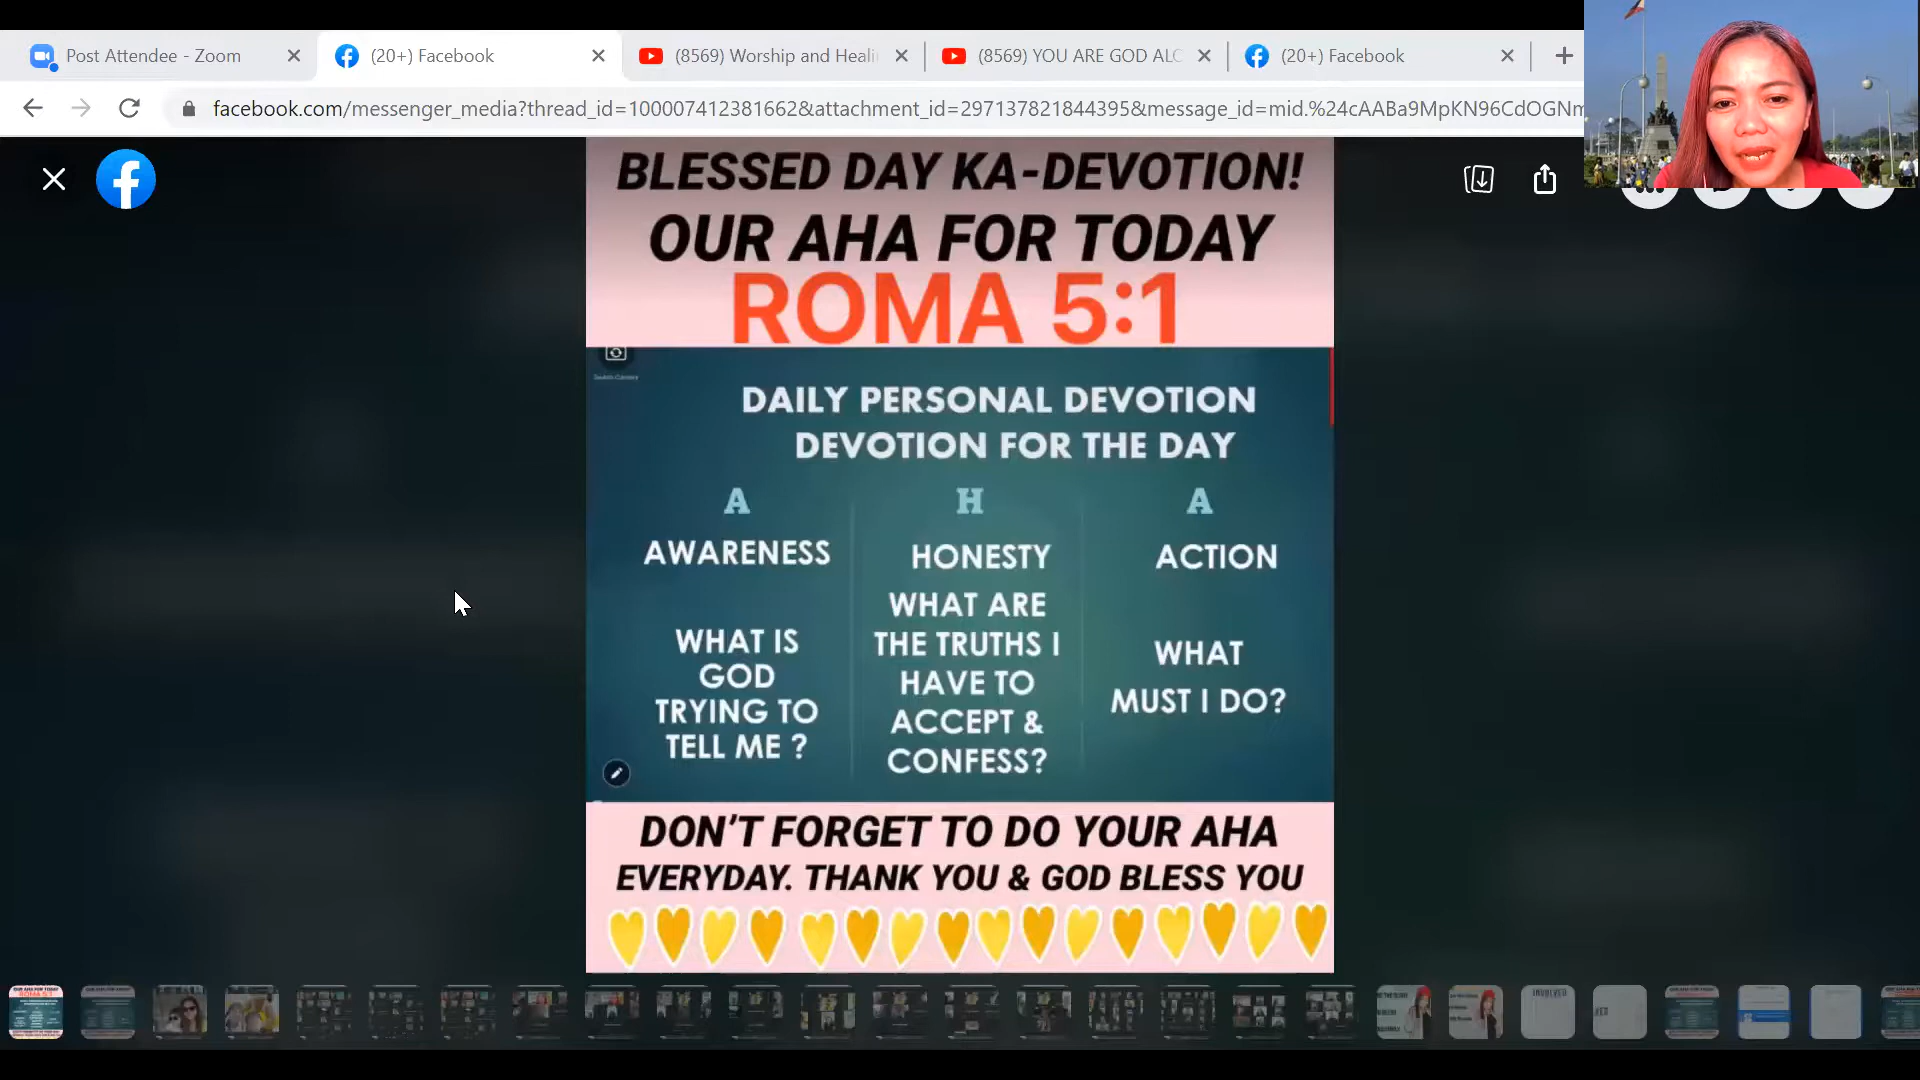 Post Attendee - Zoom
(20+) Facebook
(8569) Worship and Heali
(8569) YOU ARE GOD ALO
(20+) Facebook
facebook.com/messenger_media?thread_id=100007412381662&attachment_id=297137821844395&message_id=mid.%24cAABa9MpKN96CdOGNm
BLESSED DAY KA-DEVOTION!
OUR AHA FOR TODAY
ROMA 5:1
DAILY PERSONAL DEVOTION
DEVOTION FOR THE DAY
A
AWARENESS
WHAT IS
GOD
TRYING TO
TELL ME ?
H
HONESTY
WHAT ARE
THE TRUTHS I
HAVE TO
ACCEPT &
CONFESS?
A
ACTION
WHAT
MUST I DO?
DON'T FORGET TO DO YOUR AHA
EVERYDAY. THANK YOU & GOD BLESS YOU